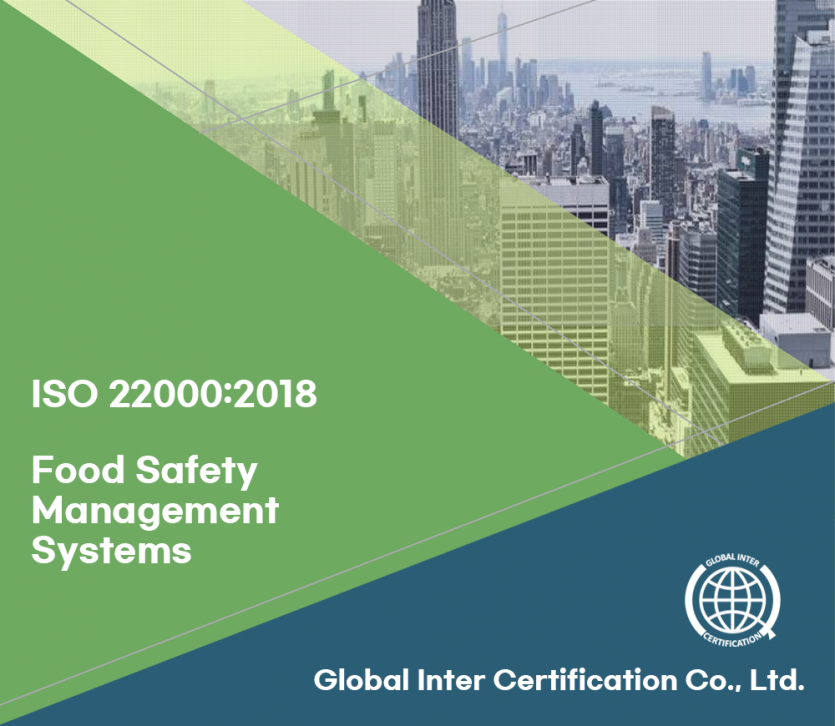 ISO 22000:2018
Food Safety
Management
Systems
GLOBAL INTER
CERTIFICATION
Global Inter Certification Co., Ltd.